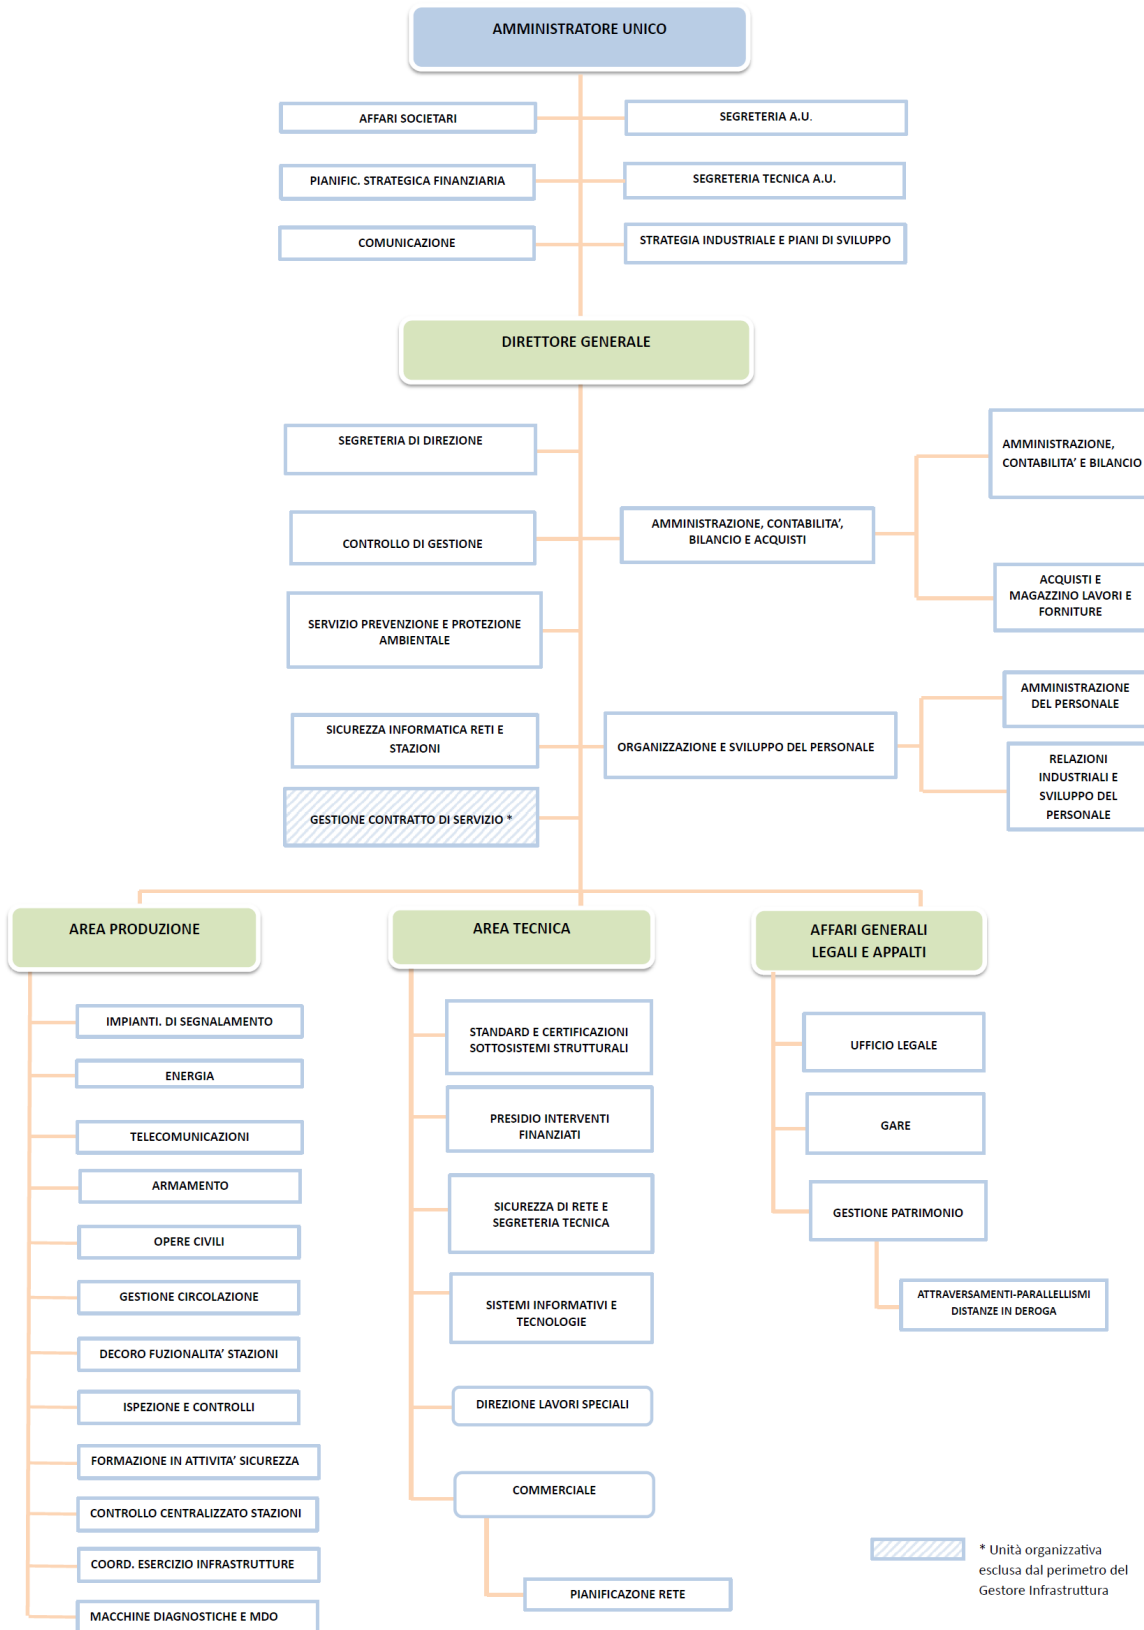 AMMINISTRATORE UNICO
AFFARI SOCIETARI
SEGRETERIA A.U.
PIANIFIC. STRATEGICA FINANZIARIA
SEGRETERIA TECNICA A.U.
COMUNICAZIONE
STRATEGIA INDUSTRIALE E PIANI DI SVILUPPO
DIRETTORE GENERALE
SEGRETERIA DI DIREZIONE
CONTROLLO DI GESTIONE
SERVIZIO PREVENZIONE E PROTEZIONE
AMBIENTALE
SICUREZZA INFORMATICA RETI E
STAZIONI
GESTIONE CONTRATTO DI SERVIZIO *
AMMINISTRAZIONE, CONTABILITA’,
BILANCIO E ACQUISTI
AMMINISTRAZIONE,
CONTABILITA’ E BILANCIO
ACQUISTI E
MAGAZZINO LAVORI E
FORNITURE
ORGANIZZAZIONE E SVILUPPO DEL PERSONALE
AMMINISTRAZIONE
DEL PERSONALE
RELAZIONI
INDUSTRIALI E
SVILUPPO DEL
PERSONALE
AREA PRODUZIONE
IMPIANTI. DI SEGNALAMENTO
ENERGIA
TELECOMUNICAZIONI
ARMAMENTO
OPERE CIVILI
GESTIONE CIRCOLAZIONE
DECORO FUZIONALITA’ STAZIONI
ISPEZIONE E CONTROLLI
FORMAZIONE IN ATTIVITA’ SICUREZZA
CONTROLLO CENTRALIZZATO STAZIONI
COORD. ESERCIZIO INFRASTRUTTURE
MACCHINE DIAGNOSTICHE E MDO
AREA TECNICA
STANDARD E CERTIFICAZIONI
SOTTOSISTEMI STRUTTURALI
PRESIDIO INTERVENTI
FINANZIATI
SICUREZZA DI RETE E
SEGRETERIA TECNICA
SISTEMI INFORMATIVI E
TECNOLOGIE
DIREZIONE LAVORI SPECIALI
COMMERCIALE
PIANIFICAZONE RETE
AFFARI GENERALI
LEGALI E APPALTI
UFFICIO LEGALE
GARE
GESTIONE PATRIMONIO
ATTRAVERSAMENTI-PARALLELLISMI
DISTANZE IN DEROGA
* Unità organizzativa
esclusa dal perimetro del
Gestore Infrastruttura